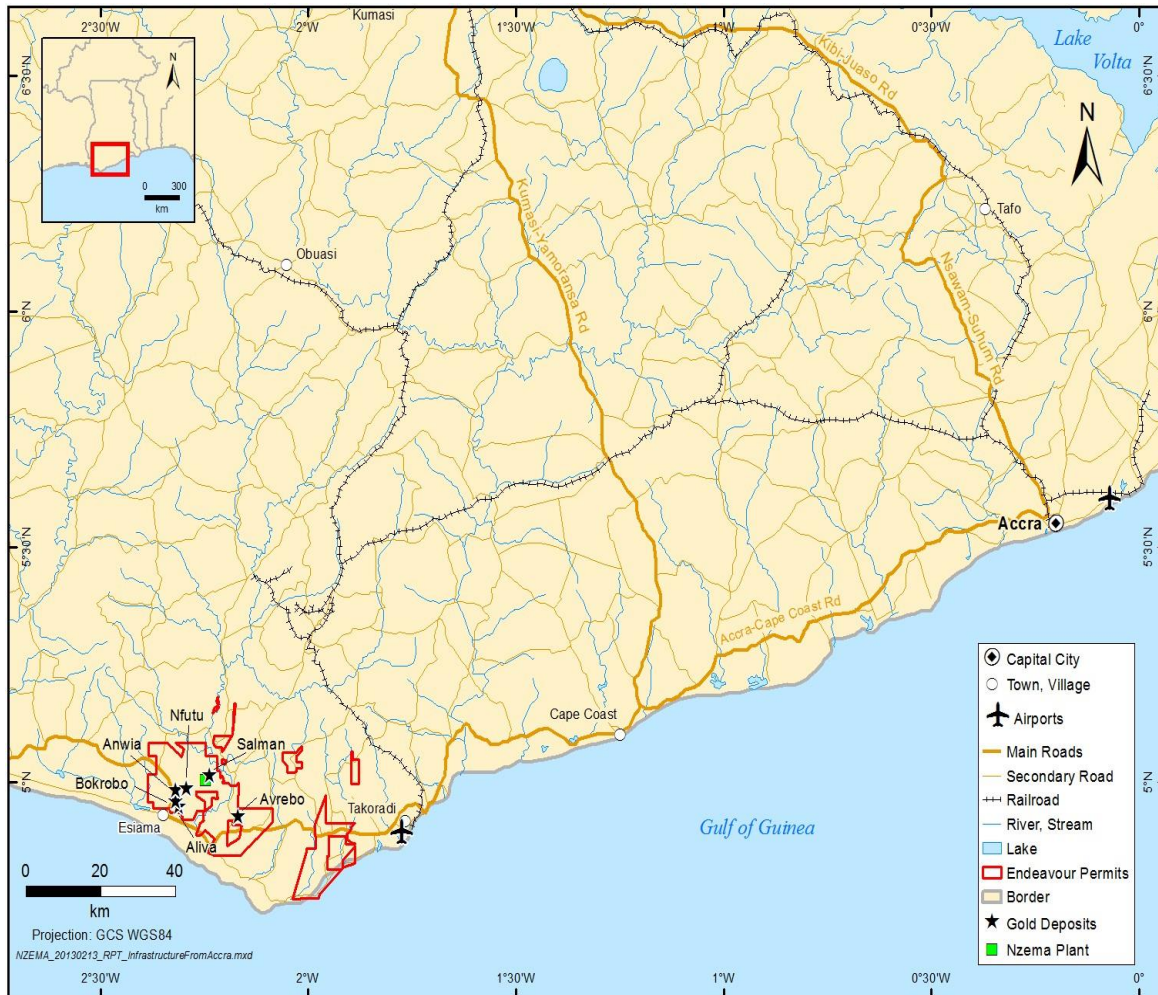 2°30'W
2°W
1°30'W
1°W
0°30'W
0°
Kumasi
Lake
Volta
6°30'N
6°30'N
N
N
0 300
km
Kibi-Juaso Rd
Tafo
Obuasi
Kumasi-Yamoransa Rd
Nsawam-Suhum Rd
6°N
6°N
Accra
5°30'N
5°30'N
Accra-Cape Coast Rd
Cape Coast
Nfutu
Anwia
Salman
Bokrobo
Avrebo
Takoradi
5°N
5°N
Esiama
Aliva
Gulf of Guinea
0 20 40
km
Projection: GCS WGS84
NZEMA_20130213_RPT_InfrastructureFromAccra.mxd
Capital City
Town, Village
Airports
Main Roads
Secondary Road
Railroad
River, Stream
Lake
Endeavour Permits
Border
Gold Deposits
Nzema Plant
2°30'W
2°W
1°30'W
1°W
0°30'W
0°